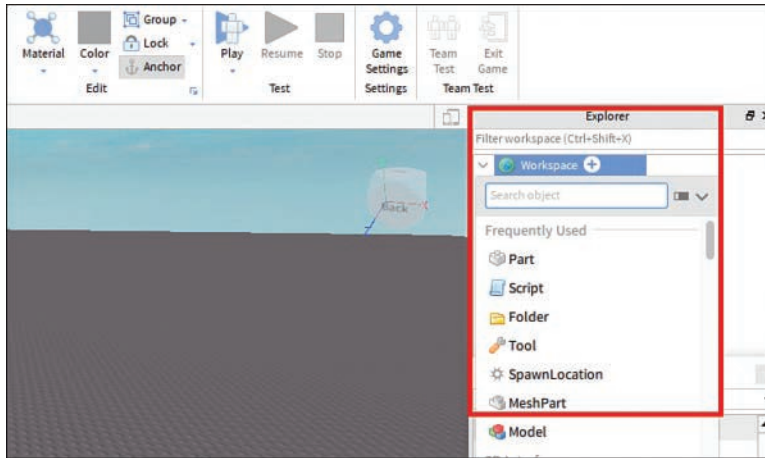 Material
Color
Group
Lock
Anchor
Edit
Play
Resume
Stop
Test
Game
Settings
Settings
Team
Test
Exit
Game
Team Test
Explorer
Filter workspace (Ctrl+Shift+X)
Workspace
Search object
Frequently Used
Part
Script
Folder
Tool
SpawnLocation
MeshPart
Model
Back
X